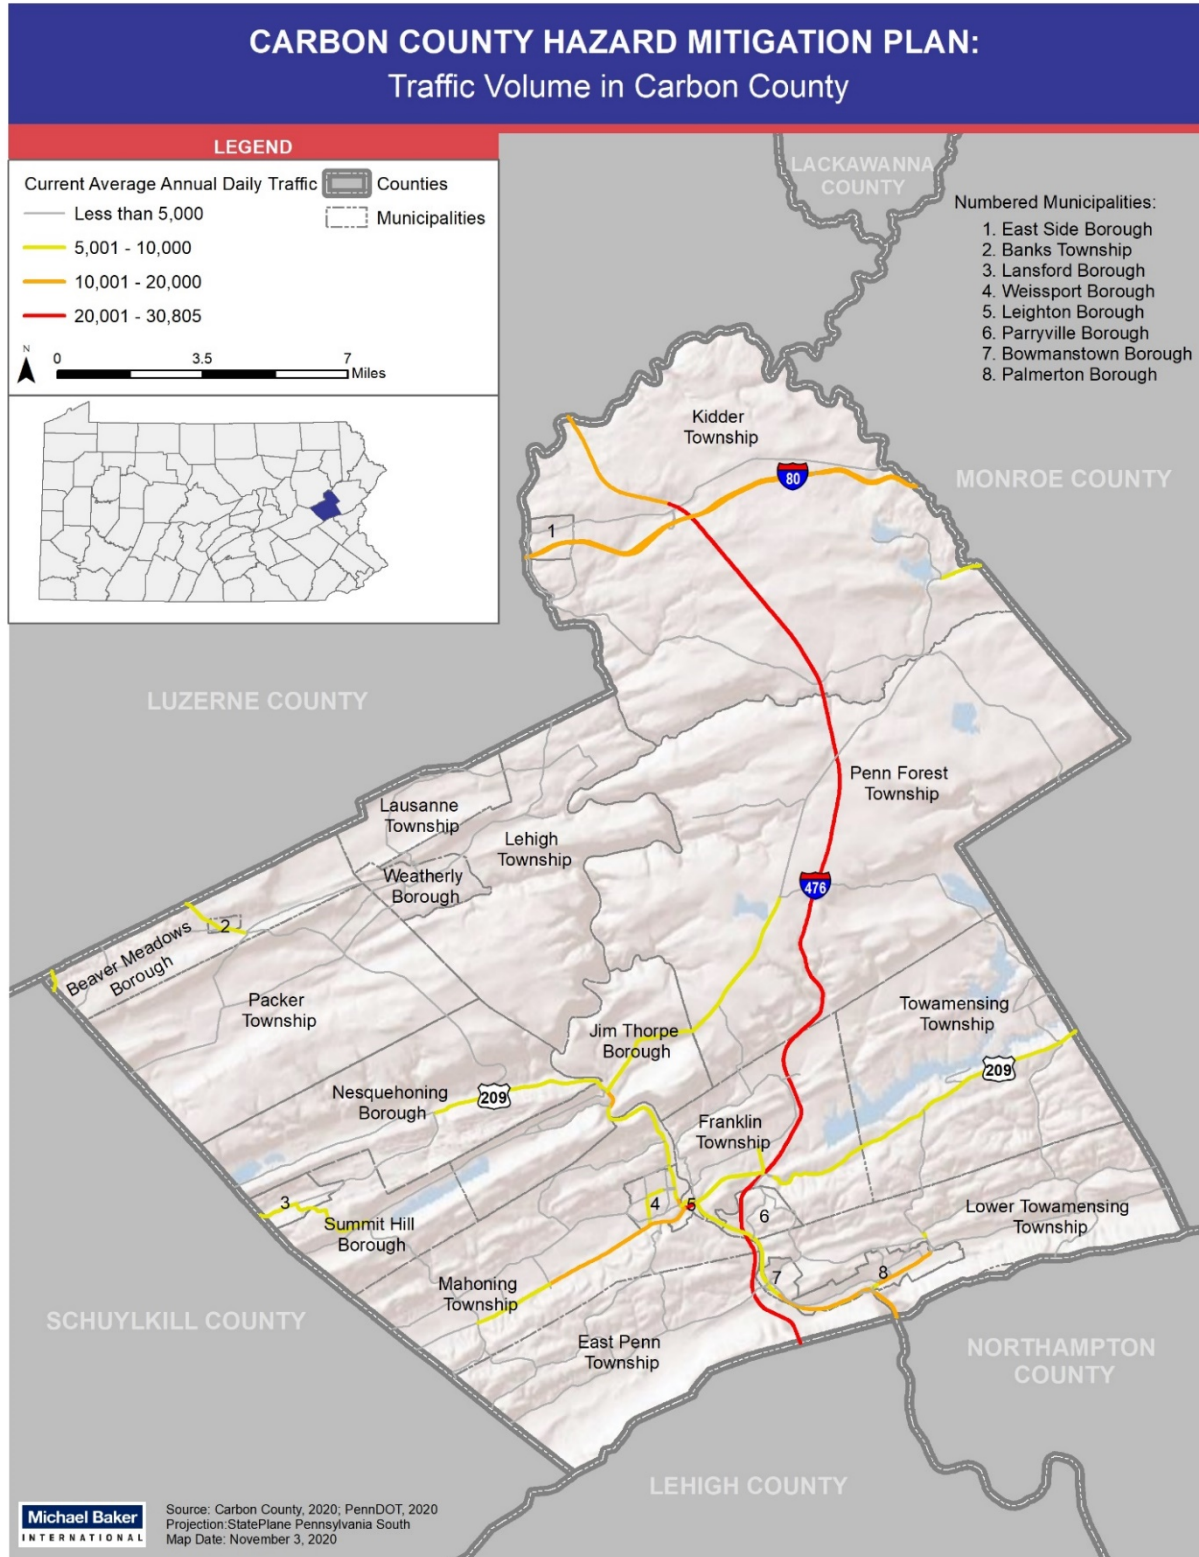 CARBON COUNTY HAZARD MITIGATION PLAN:
Traffic Volume in Carbon County
LEGEND
Current Average Annual Daily Traffic
Less than 5,000
5,001 - 10,000
10,001 - 20,000
20,001 - 30,805
Counties
Municipalities
N
0 3.5 7
Miles
LACKAWANNA
COUNTY
Numbered Municipalities:
1. East Side Borough
2. Banks Township
3. Lansford Borough
4. Weissport Borough
5. Leighton Borough
6. Parryville Borough
7. Bowmanstown Borough
8. Palmerton Borough
Kidder
Township
80
MONROE COUNTY
1
LUZERNE COUNTY
Penn Forest
Township
Lausanne
Township
Lehigh
Township
Weatherly
Borough
476
2
Beaver Meadows
Borough
Packer
Township
Towamensing
Township
Jim Thorpe
Borough
209
Nesquehoning
Borough
209
Franklin
Township
3
4
5
6
Summit Hill
Borough
Lower Towamensing
Township
7
8
Mahoning
Township
SCHUYLKILL COUNTY
East Penn
Township
NORTHAMPTON
COUNTY
LEHIGH COUNTY
Michael Baker
INTERNATIONAL
Source: Carbon County, 2020; PennDOT, 2020
Projection:StatePlane Pennsylvania South
Map Date: November 3, 2020